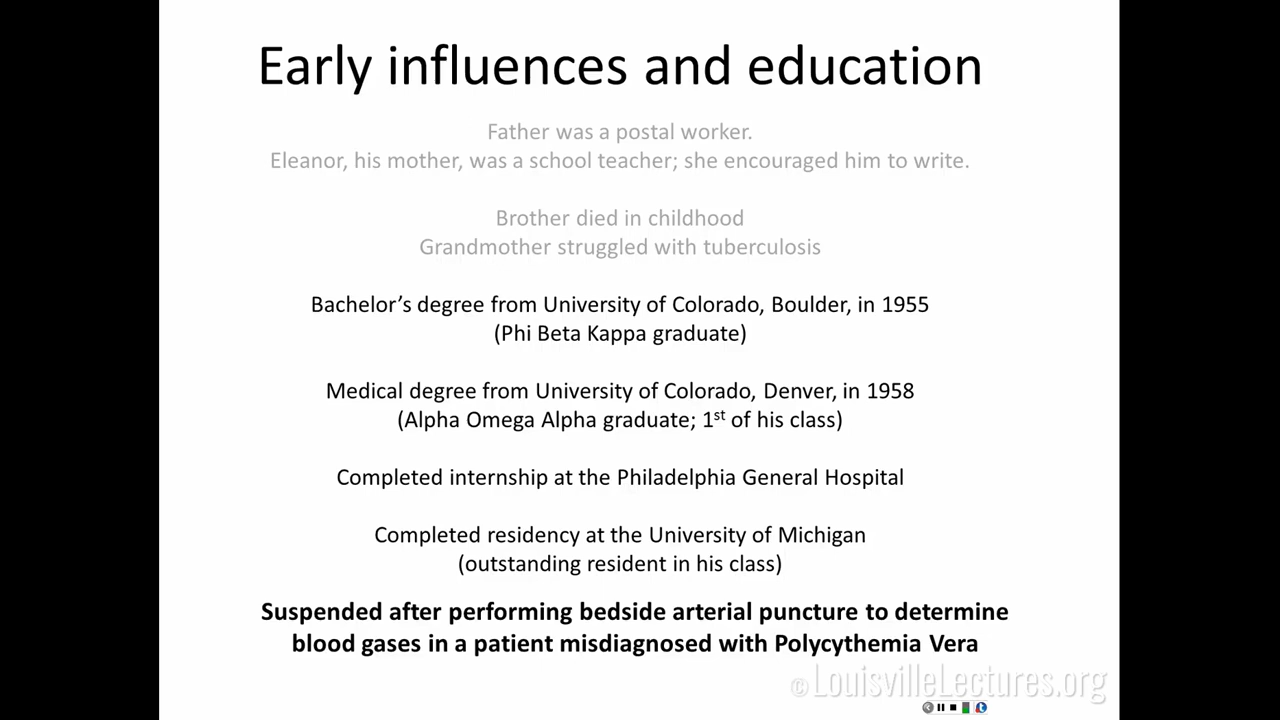 Early influences and education
Father was a postal worker.
Eleanor, his mother, was a school teacher; she encouraged him to write.
Brother died in childhood
Grandmother struggled with tuberculosis
Bachelor’s degree from University of Colorado, Boulder, in 1955
(Phi Beta Kappa graduate)
Medical degree from University of Colorado, Denver, in 1958
(Alpha Omega Alpha graduate; 1st of his class)
Completed internship at the Philadelphia General Hospital
Completed residency at the University of Michigan
(outstanding resident in his class)
Suspended after performing bedside arterial puncture to determine
blood gases in a patient misdiagnosed with Polycythemia Vera
©LouisvilleLectures.org